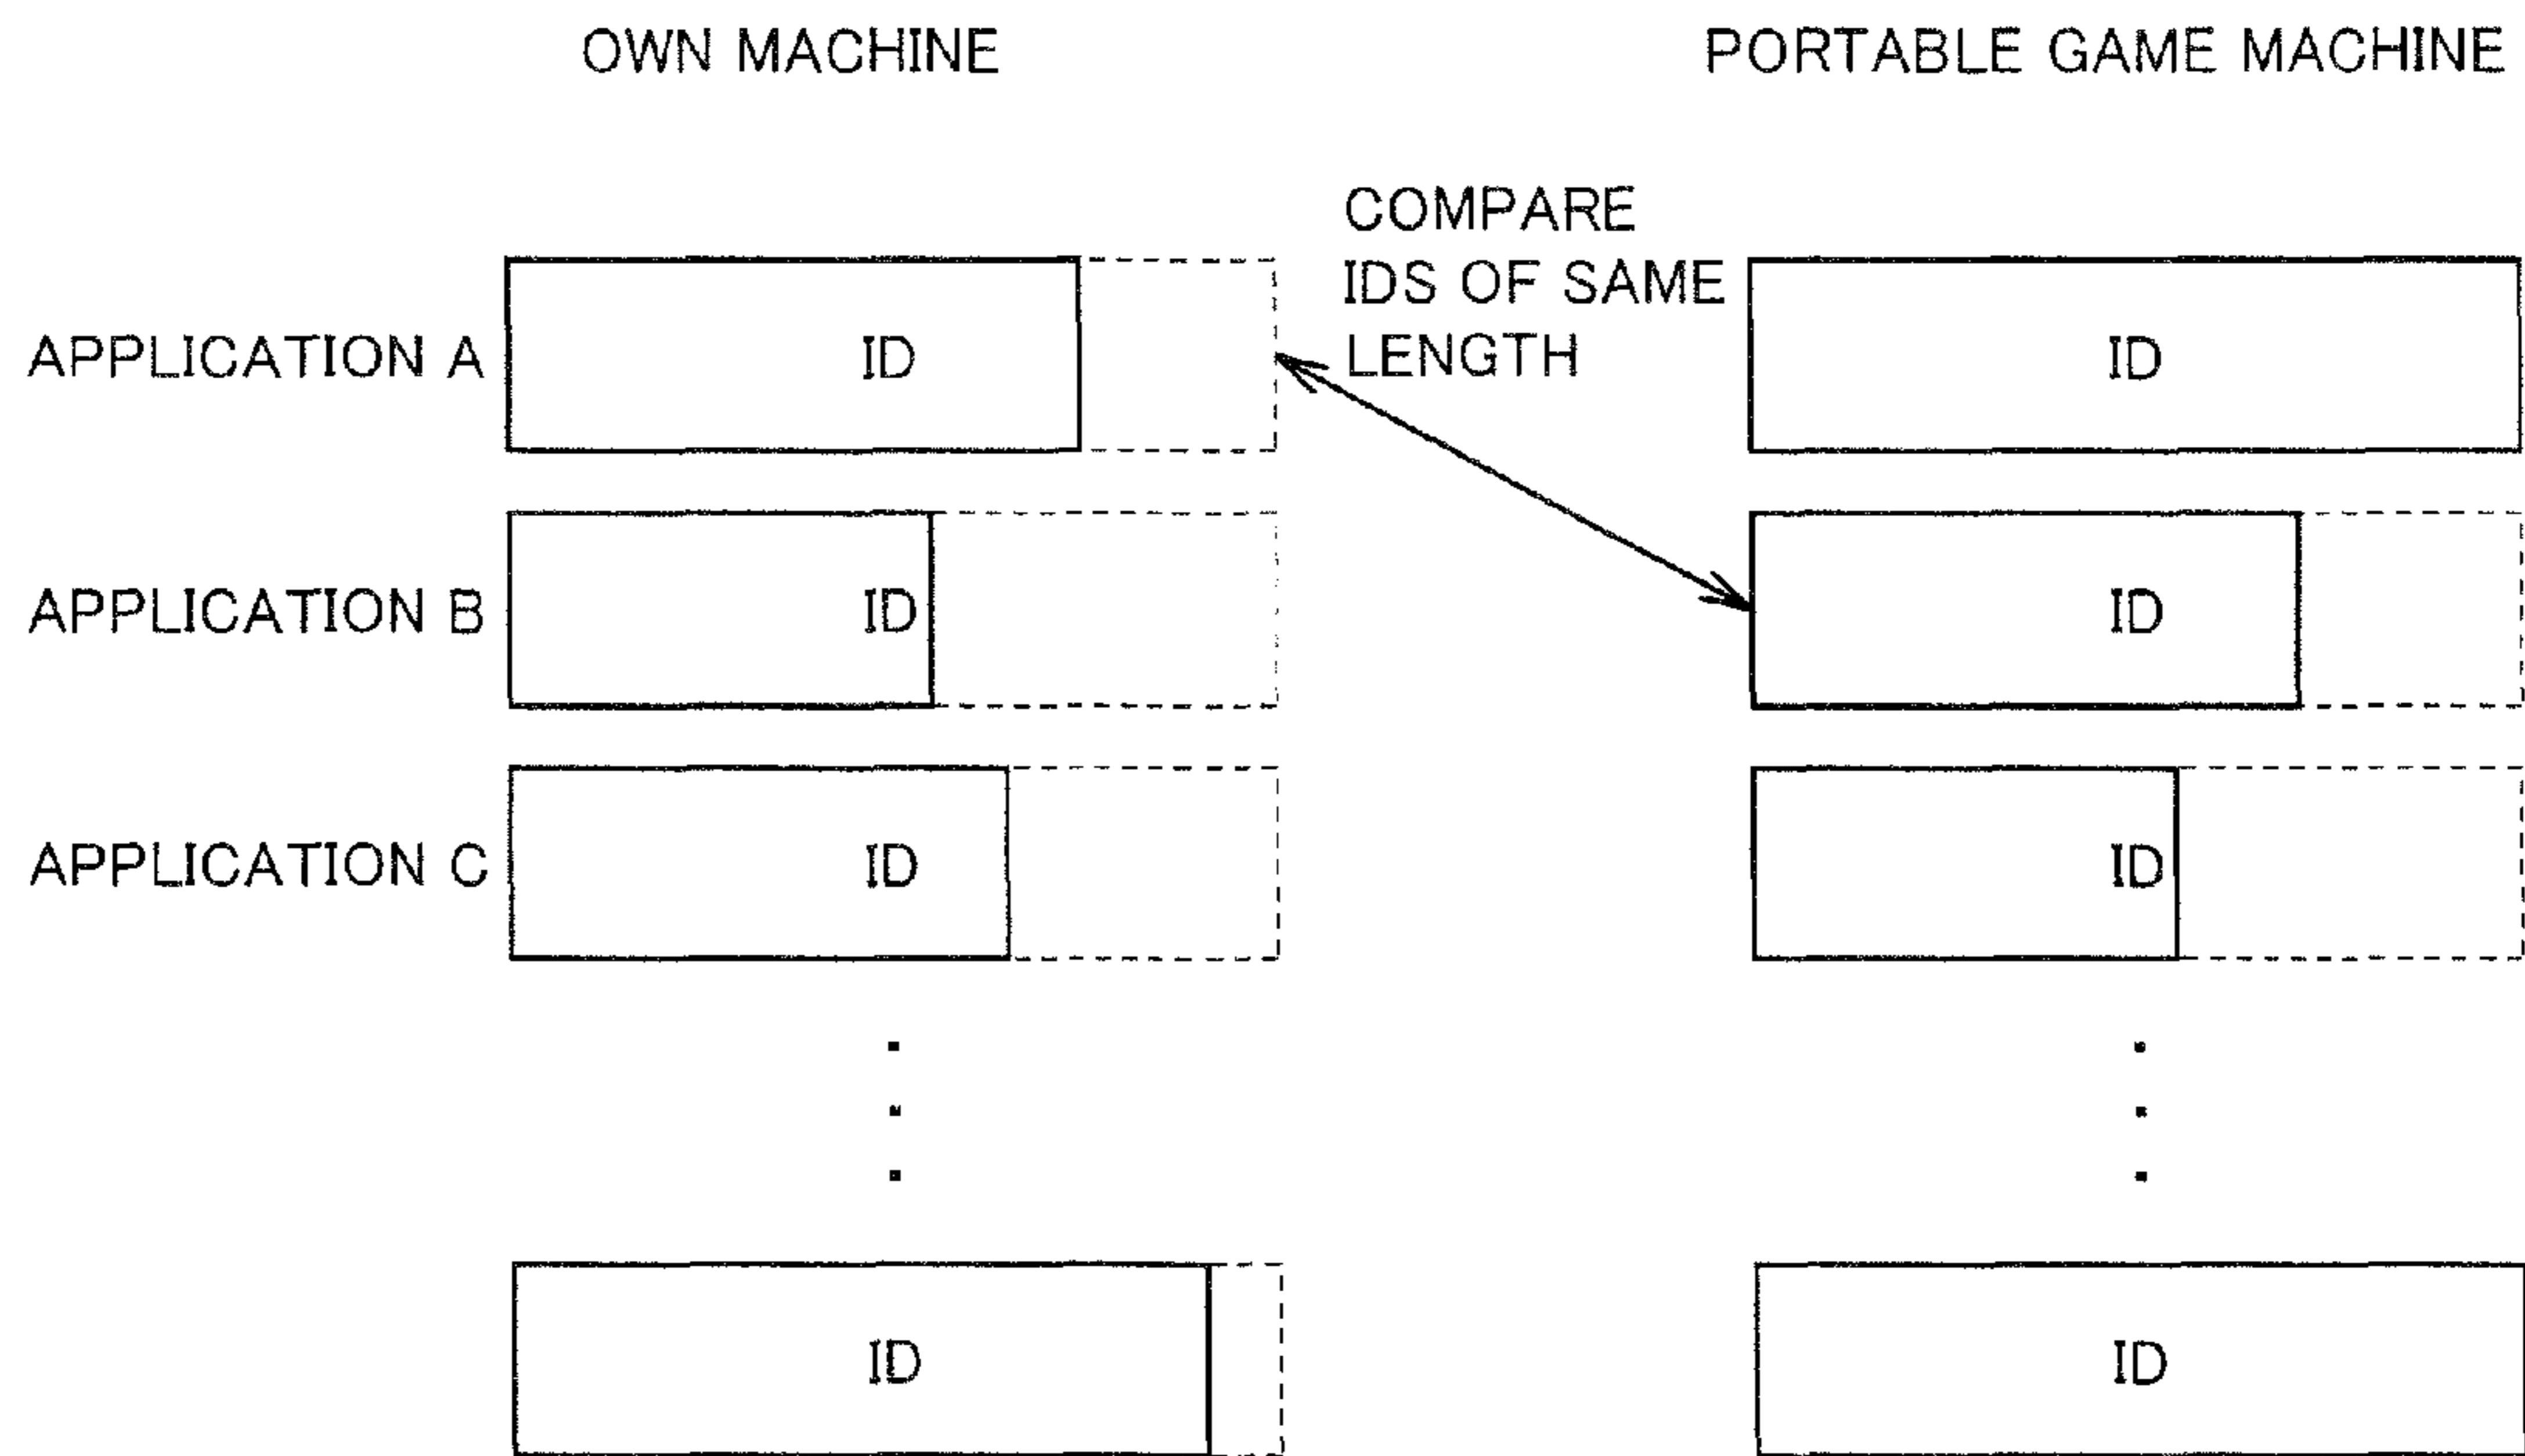 OWN MACHINE
PORTABLE GAME MACHINE
COMPARE
IDS OF SAME
LENGTH
APPLICATION A
ID
ID
APPLICATION B
ID
ID
APPLICATION C
ID
ID
ID
ID